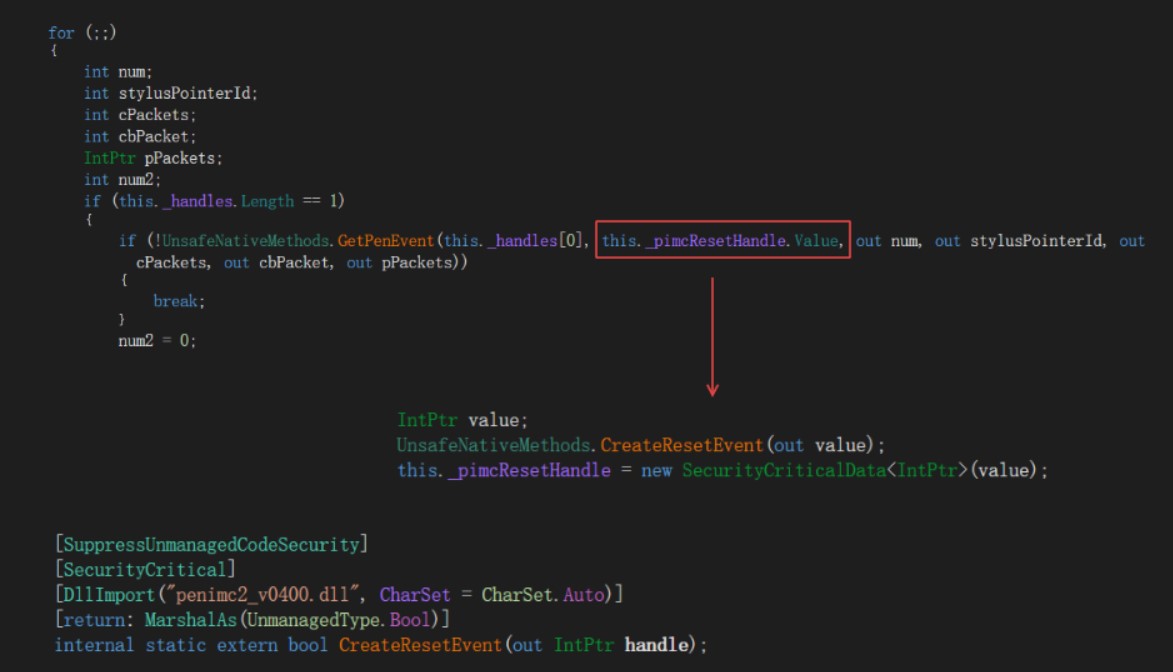 for (;;)
{
int num;
int stylusPointerId;
int cPackets;
int cbPacket;
IntPtr pPackets;
int num2;
if (this._handles.Length == 1)
{
if (!UnsafeNativeMethods.GetPenEvent(this._handles[0], this._pimcResetHandle.Value, out num, out stylusPointerId, out
cPackets, out cbPacket, out pPackets))
{
break;
}
num2 = 0;
IntPtr value;
UnsafeNativeMethods.CreateResetEvent(out value);
this._pimcResetHandle = new SecurityCriticalData<IntPtr>(value);
[SuppressUnmanagedCodeSecurity]
[SecurityCritical]
[DllImport("penimc2_v0400.dll", CharSet = CharSet.Auto)]
[return: MarshalAs(UnmanagedType.Bool)]
internal static extern bool CreateResetEvent(out IntPtr handle);